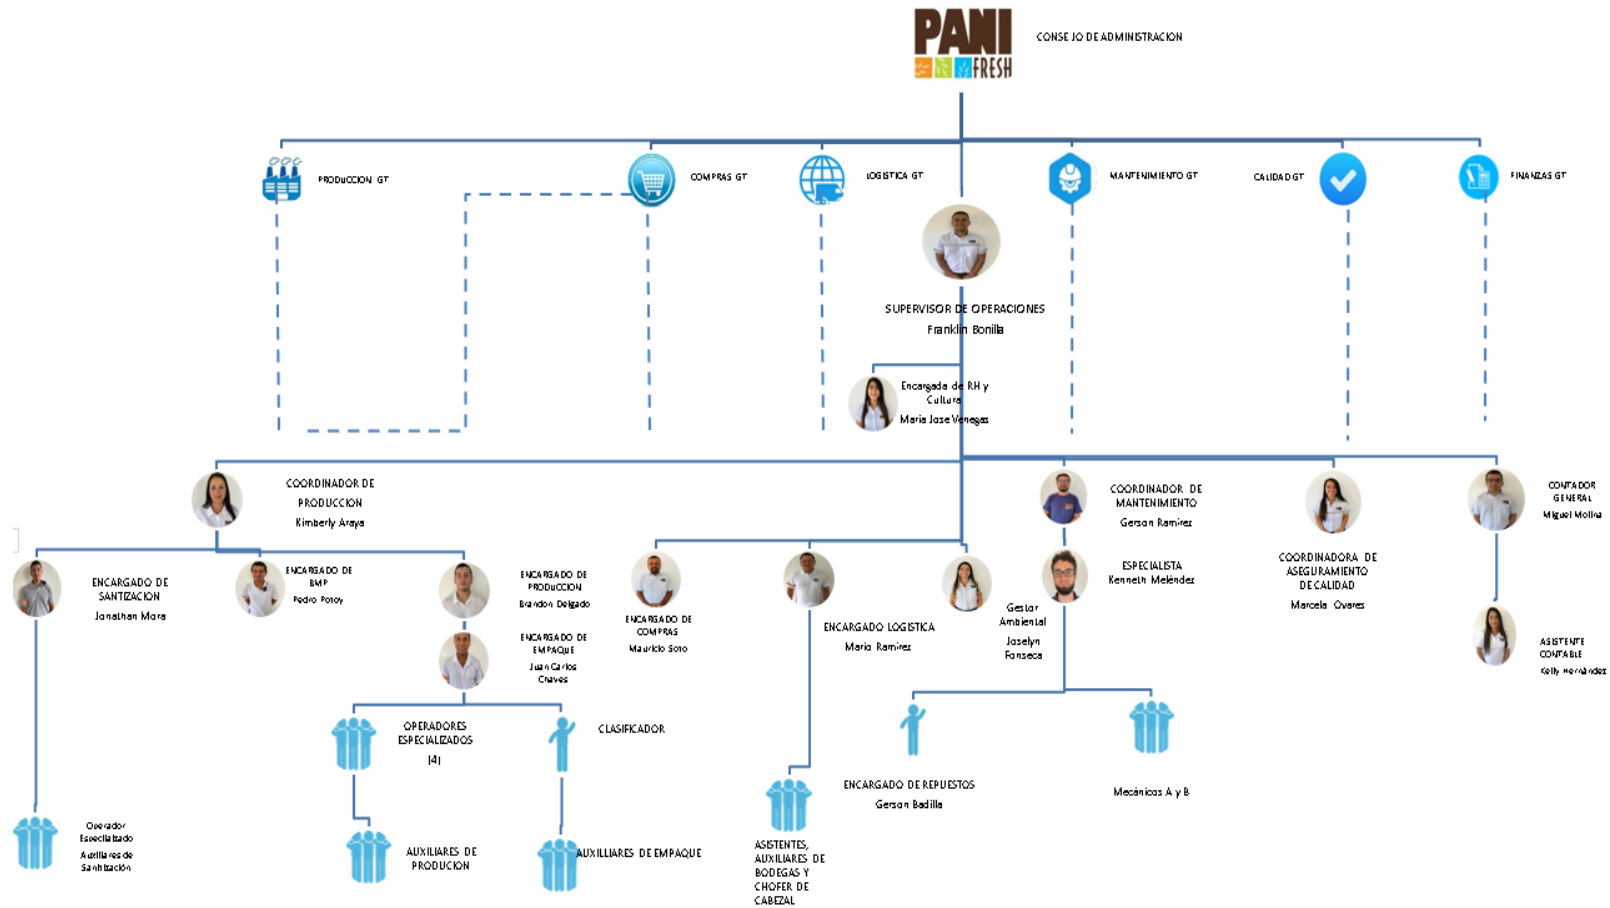 PANI
FRESH
CONSEJO DE ADMINISTRACION
PRODUCCION GT
COMPRAS GT
LOGISTICA GT
MANTENIMIENTO GT
CALIDAD GT
FINANZAS GT
SUPERVISOR DE OPERACIONES
Franklin Bonilla
Encargada de RH y
Cultura
Maria Jose Venegas
COORDINADOR DE
PRODUCCION
Kimberly Araya
COORDINADOR DE
MANTENIMIENTO
Gerson Ramirez
CONTADOR
GENERAL
Miguel Molina
ENCARGADO DE
SANTIZACION
Jonathan Mora
ENCARGADO DE
BMP
Pedro Potoy
ENCARGADO DE
PRODUCCION
Brandon Delgado
ENCARGADO DE
EMPAQUE
Juan Carlos
Chaves
ENCARGADO DE
COMPRAS
Mauricio Soto
ENCARGADO LOGISTICA
Mario Ramirez
Gestor
Ambiental
Joselyn
Fonseca
ESPECIALISTA
Kenneth Meléndez
COORDINADORA DE
ASEGURAMIENTO
DE CALIDAD
Marcela Ovares
ASISTENTE
CONTABLE
Kelly Hernández
OPERADORES
ESPECIALIZADOS
(4)
CLASIFICADOR
ENCARGADO DE REPUESTOS
Gerson Badilla
Mecánicos A y B
Operador
Especilatzado
Auxiliares de
Sanitización
AUXILIARES DE
PRODUCION
AUXILLIARES DE EMPAQUE
ASISTENTES,
AUXILIARES DE
BODEGAS Y
CHOFER DE
CABEZAL